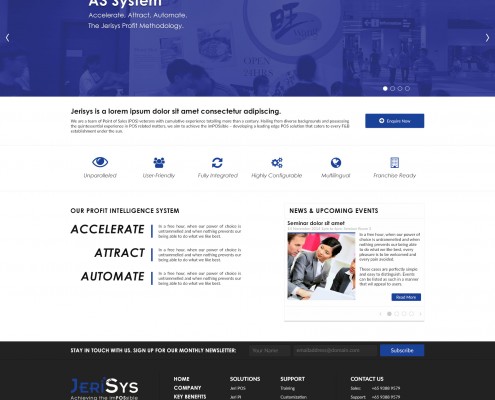 A3 System
Accelerate. Attract. Automate.
The Jerisys Profit Methodology.
OPEN
24HRS
Jerisys is a lorem ipsum dolor sit amet consectetur adipiscing.
We are a team of Point of Sales (POS) veterans with cumulative experience totalling more than a century. Hailing from diverse backgrounds and possessing
the quintessential experience in POS related matters, we aim to achieve the imPOSsible – developing a leading edge POS solution that caters to every F&B
establishment under the sun.
Enquire Now
Unparalleled
User-Friendly
Fully Integrated
Highly Configurable
Multilingual
Franchise Ready
OUR PROFIT INTELLIGENCE SYSTEM
ACCELERATE
In a free hour, when our power of choice is
untrammelled and when nothing prevents our
being able to do what we like best.
ATTRACT
In a free hour, when our power of choice is
untrammelled and when nothing prevents our
being able to do what we like best.
AUTOMATE
In a free hour, when our power of choice is
untrammelled and when nothing prevents our
being able to do what we like best.
NEWS & UPCOMING EVENTS
Seminar dolor sit amet
In a free hour, when our power
of choice is untrammelled and
when nothing prevents our
being able to do what we like
best, every pleasure is to be
welcomed and every pain
avoided.
These cases are perfectly simple
and easy to distinguish. Events
can be listed as such in a manner
that will appeal to users.
Read More
STAY IN TOUCH WITH US. SIGN UP FOR OUR MONTHLY NEWSLETTER:
Your Name
emailaddress@domain.com
Subscribe
JERISYS
Achieving the imPOSsible
HOME
COMPANY
KEY BENEFITS
SOLUTIONS
Jeri POS
Jeri PI
SUPPORT
Training
Customization
CONTACT US
Sales: +65 9388 9579
Support: +65 9388 9579